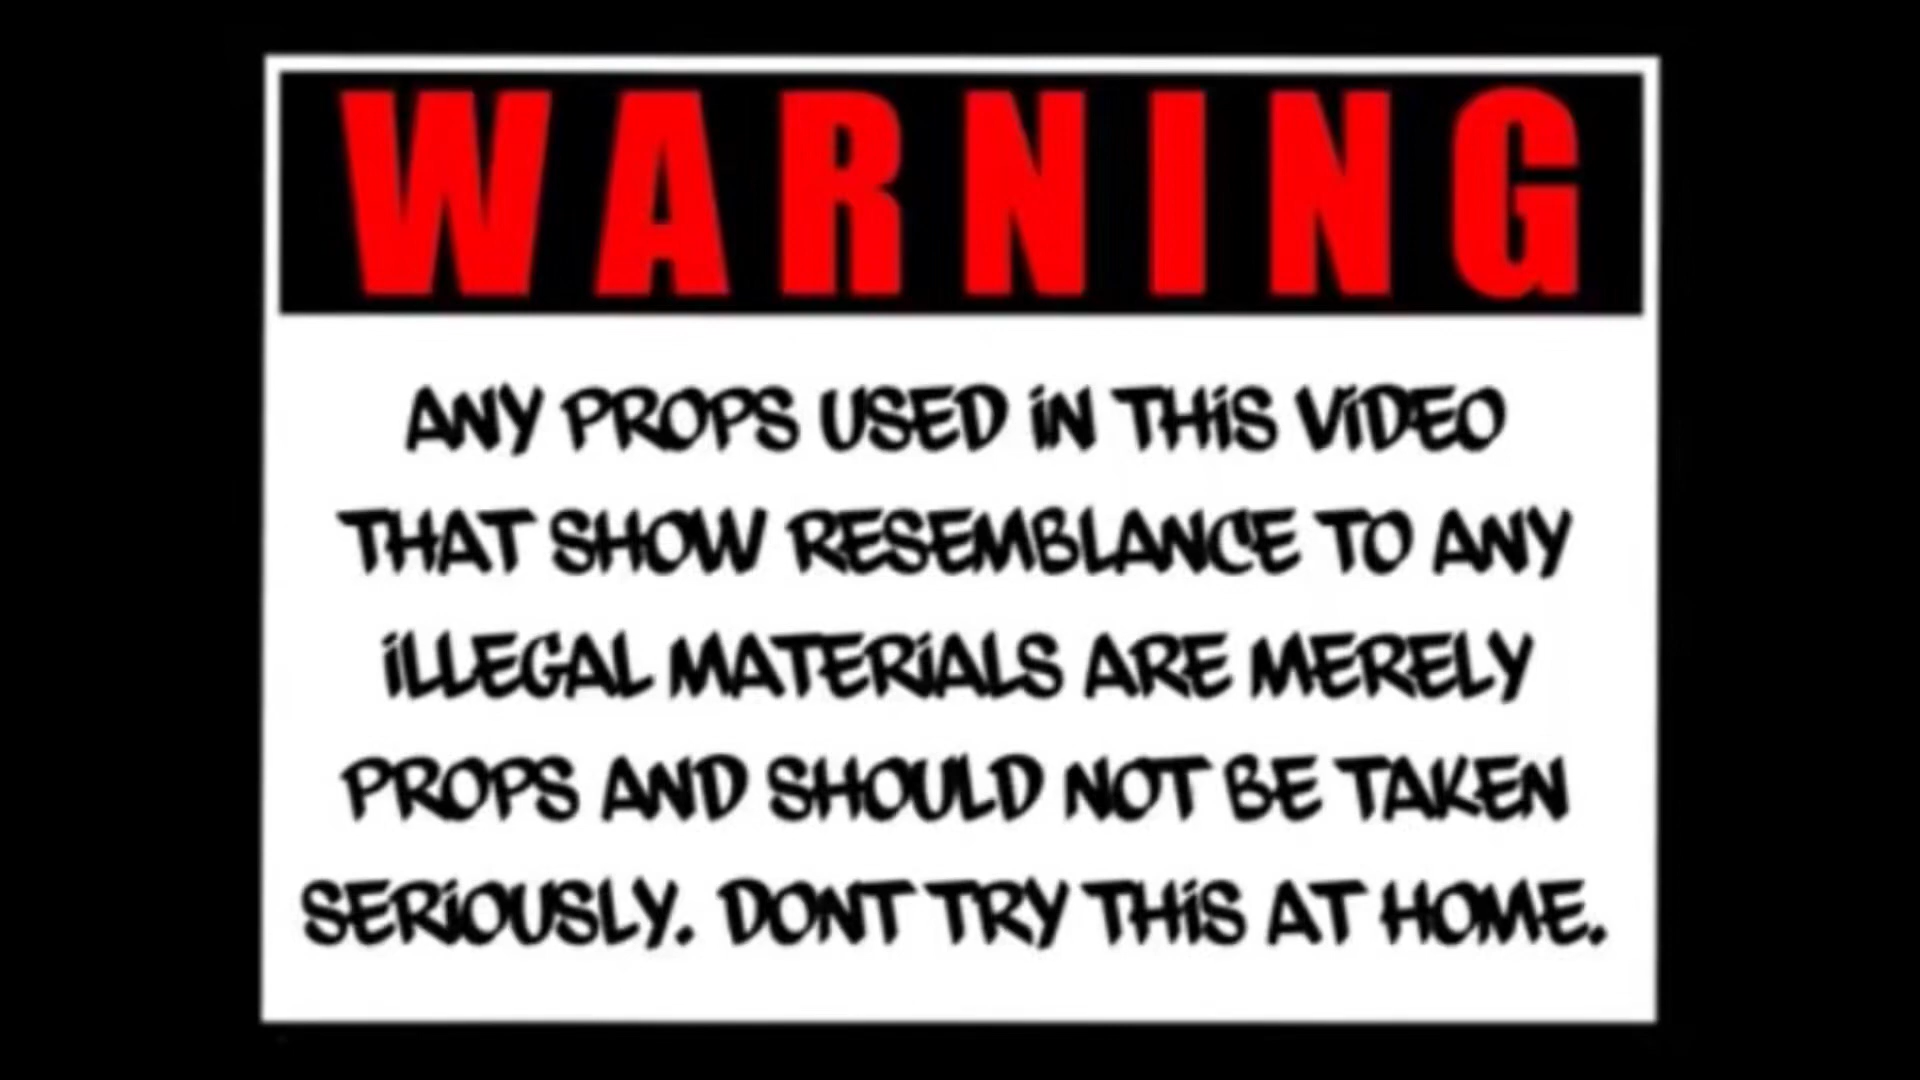 WARNING
ANY PROPS USED iN THiS ViDEO
THAT SHOW RESEMBLANCE TO ANY
iLLEGAL MATERiALS ARE MERELY
PROPS AND SHOULD NOT BE TAKEN
SERiOUSLY. DONT TRY THiS AT HOME.